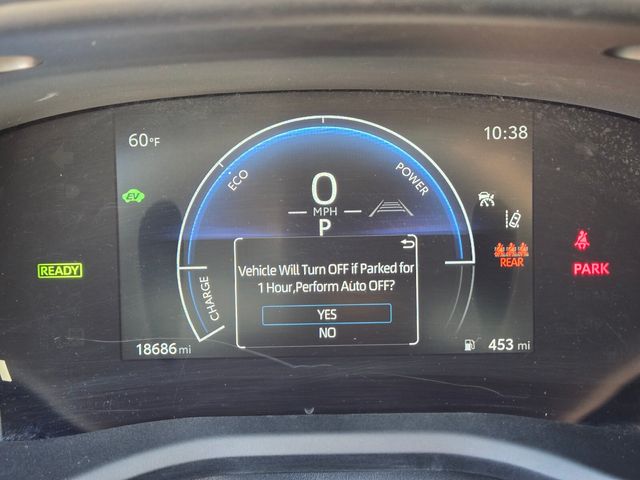 60°F
10:38
ECO
POWER
0
MPH
P
EV
READY
REAR
PARK
CHARGE
Vehicle Will Turn OFF if Parked for
1 Hour,Perform Auto OFF?
YES
NO
18686 mi
453 mi